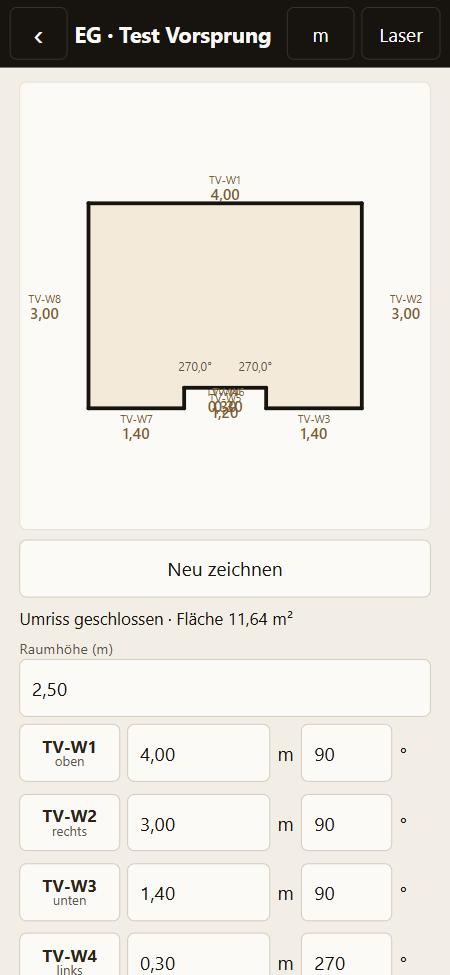 ‹ EG · Test Vorsprung m Laser
TV-W1
4,00
TV-W8
3,00
TV-W2
3,00
270,0° 270,0°
1,20
TV-W7
1,40
TV-W3
1,40
Neu zeichnen
Umriss geschlossen · Fläche 11,64 m²
Raumhöhe (m)
2,50
TV-W1
oben
4,00 m 90 °
TV-W2
rechts
3,00 m 90 °
TV-W3
unten
1,40 m 90 °
TV-W4
links
0,30 m 270 °